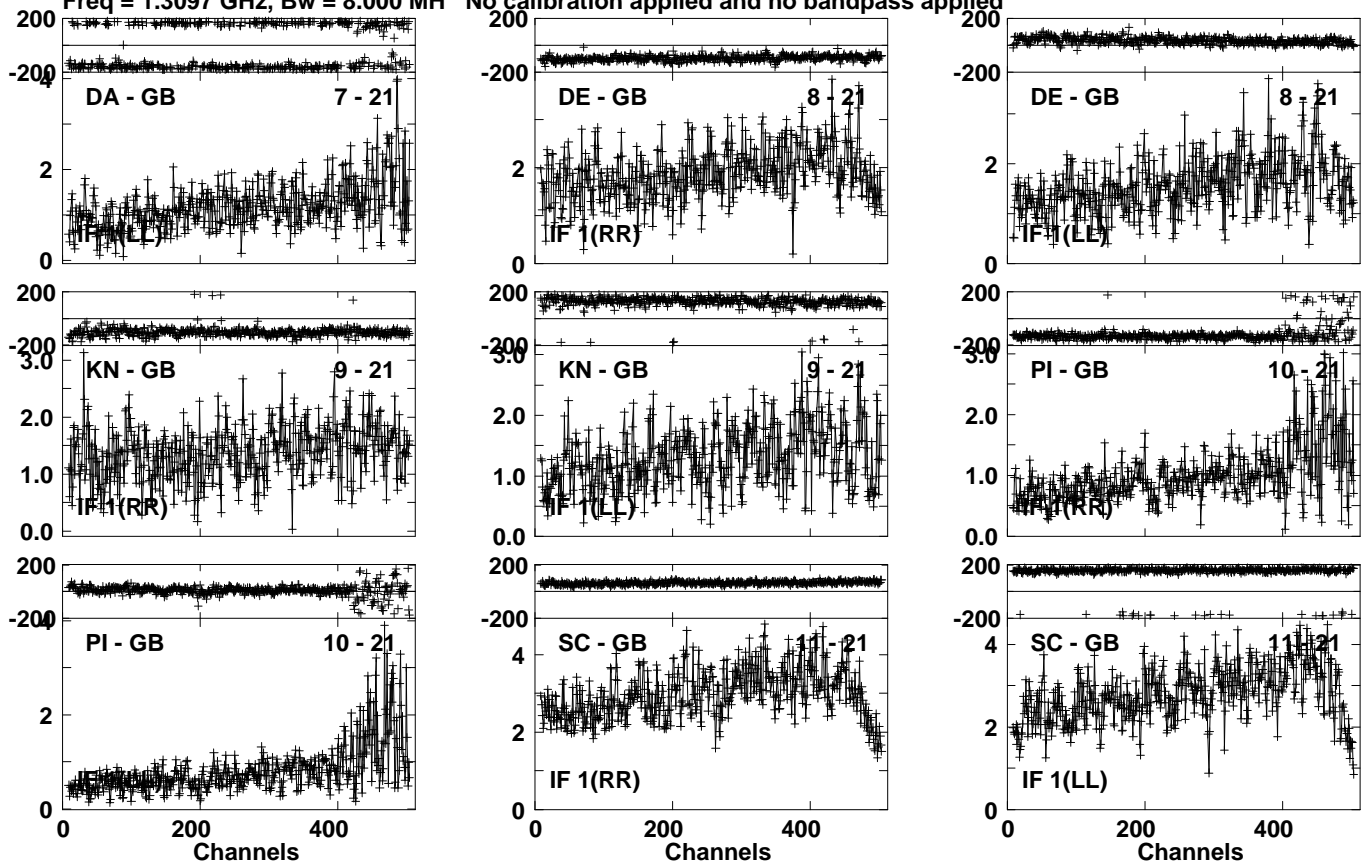 Freq = 1.3097 GHz, Bw = 8.000 MH No calibration applied and no bandpass applied
200
-200
DA - GB 7 - 21
4
2
0
IF 1(LL)
200
-200
DE - GB 8 - 21
2
0
IF 1(RR)
200
-200
DE - GB 8 - 21
2
0
IF 1(LL)
200
-200
KN - GB 9 - 21
3.0
2.0
1.0
0.0
IF 1(RR)
200
-200
KN - GB 9 - 21
3.0
2.0
1.0
0.0
IF 1(LL)
200
-200
PI - GB 10 - 21
3.0
2.0
1.0
0.0
IF 1(RR)
200
-200
PI - GB 10 - 21
4
2
0
0 200 400
Channels
200
-200
SC - GB 11 - 21
4
2
0
IF 1(RR)
0 200 400
Channels
200
-200
SC - GB 11 - 21
4
2
0
IF 1(LL)
0 200 400
Channels